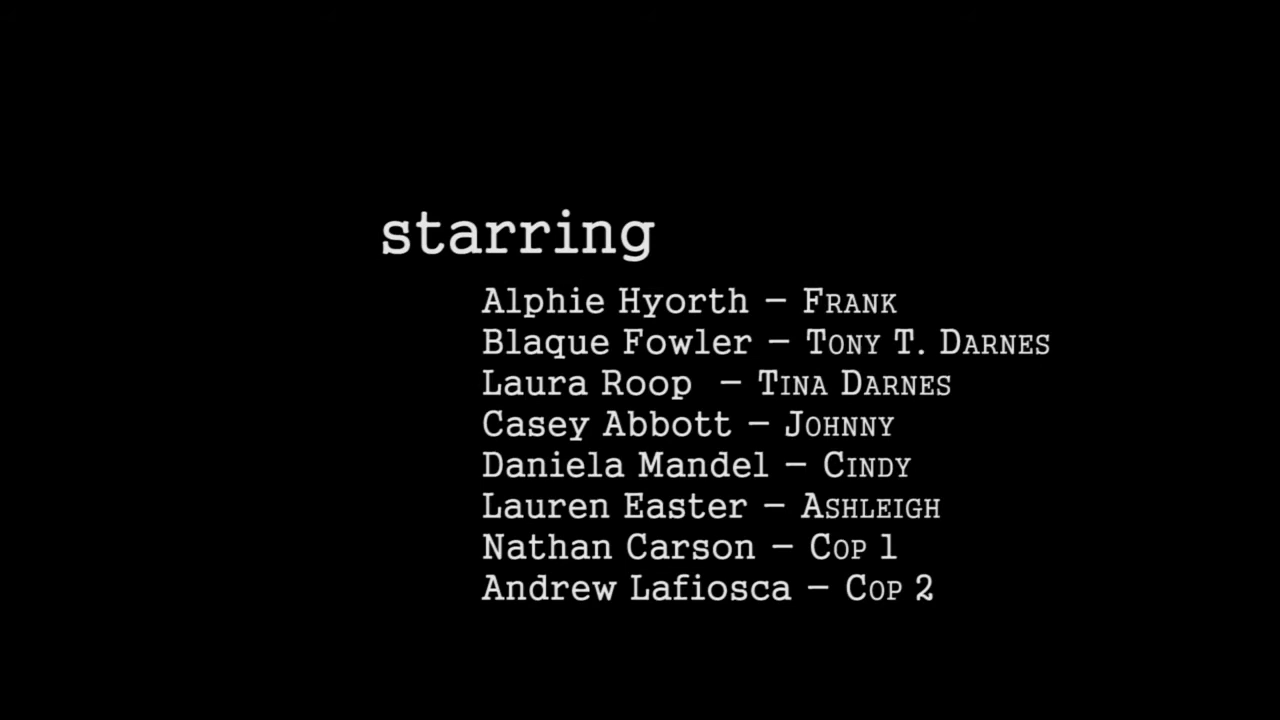 starring
Alphie Hyorth – Frank
Blaque Fowler – Tony T. Darnes
Laura Roop – Tina Darnes
Casey Abbott – Johnny
Daniela Mandel – Cindy
Lauren Easter – Ashleigh
Nathan Carson – Cop 1
Andrew Lafiosca – Cop 2